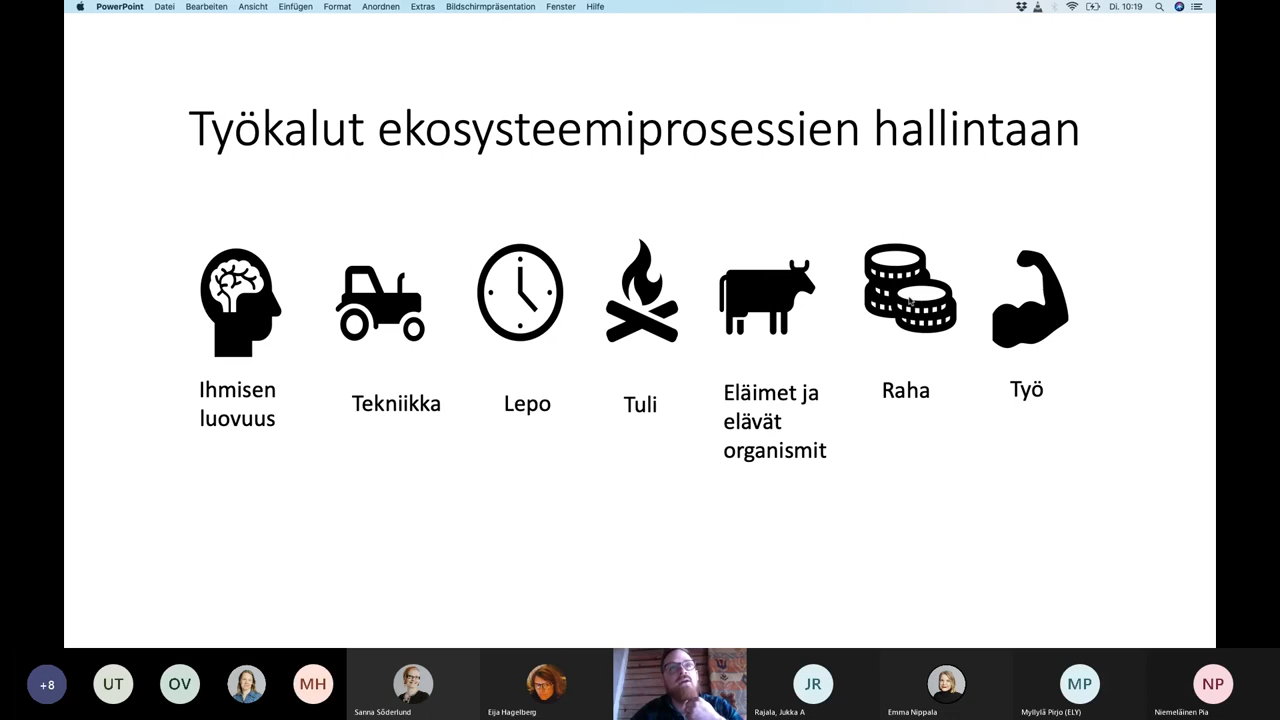 PowerPoint Datei Bearbeiten Ansicht Einfügen Format Anordnen Extras Bildschirmpräsentation Fenster Hilfe Di. 10:19
Työkalut ekosysteemiprosessien hallintaan
Ihmisen
luovuus
Tekniikka
Lepo
Tuli
Eläimet ja
elävät
organismit
Raha
Työ
+8
UT
OV
MH
Sanna Söderlund
Eija Hagelberg
JR
Rajala, Jukka A
Emma Nippala
MP
Myllylä Pirjo (ELY)
NP
Niemeläinen Pia